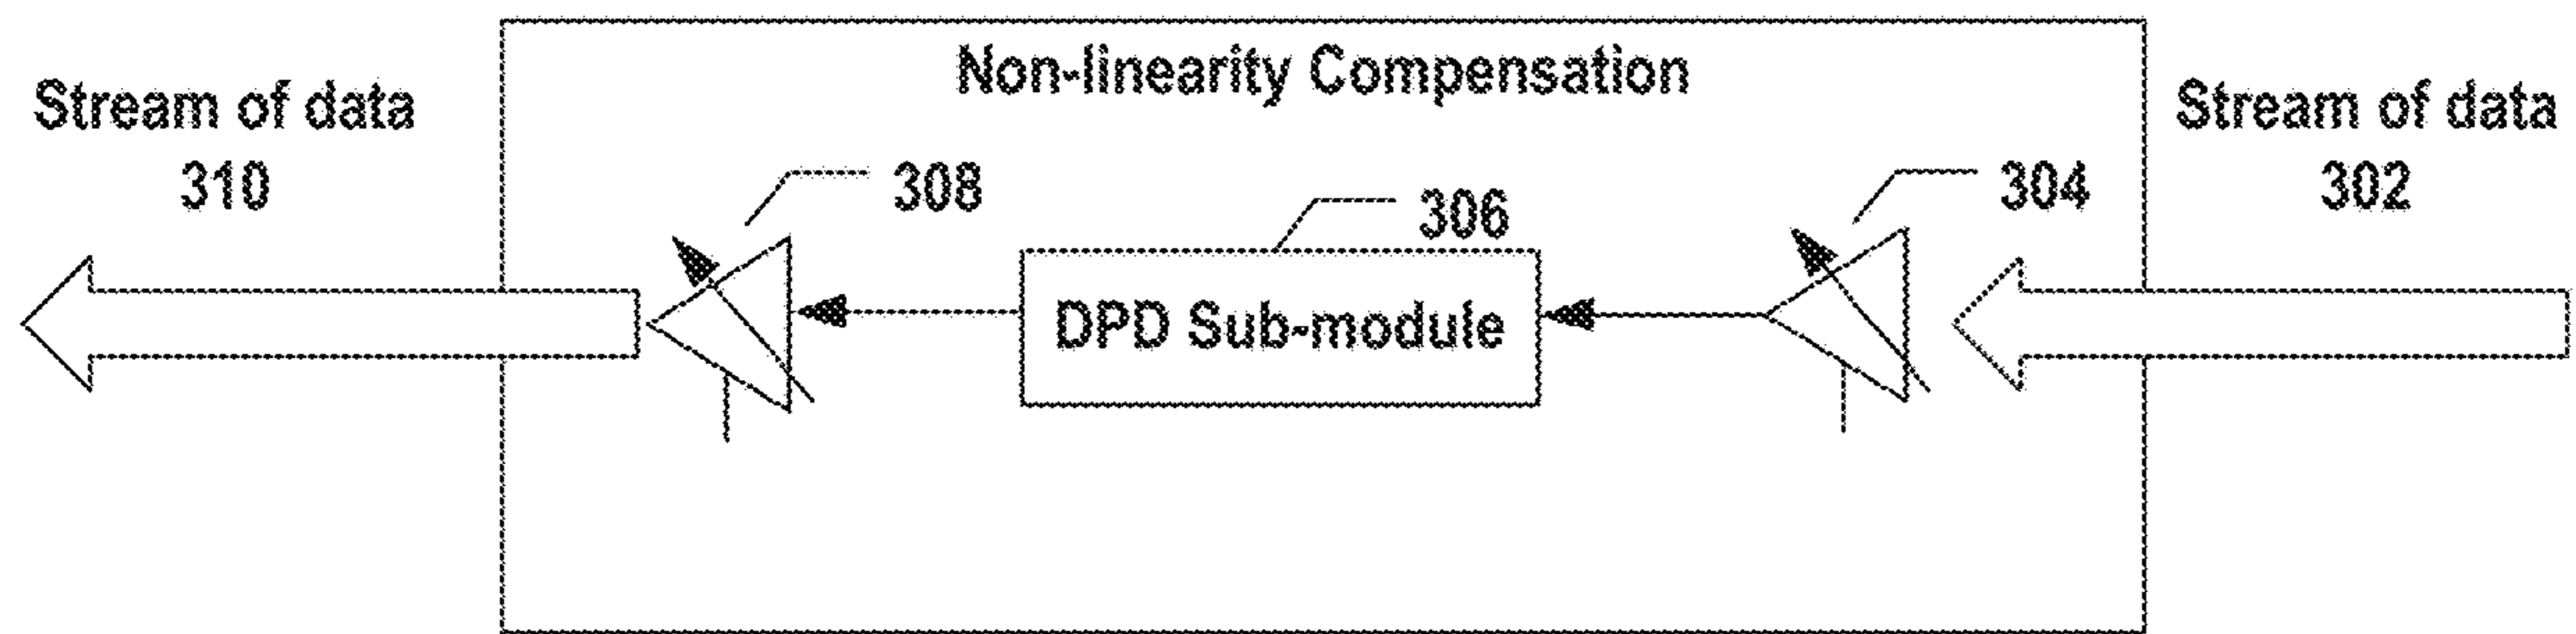 Non-linearity Compensation
Stream of data
310
Stream of data
302
308
306
304
DPD Sub-module